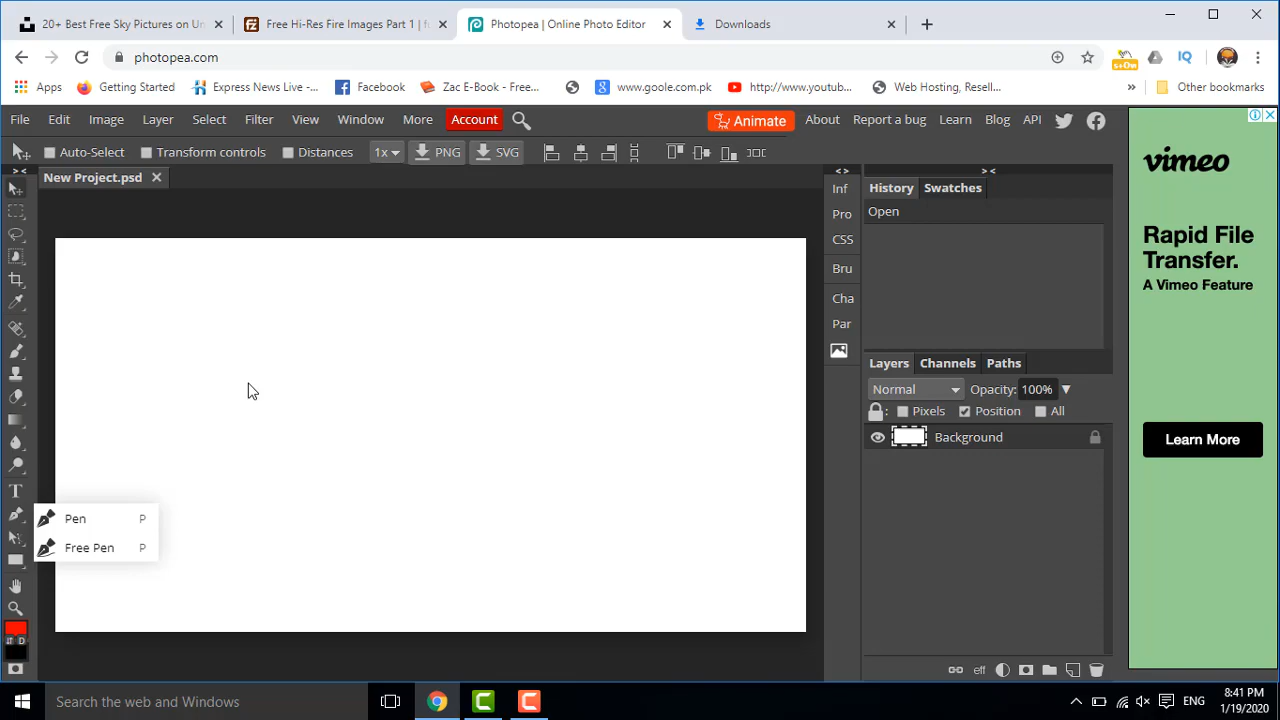 20+ Best Free Sky Pictures on Un
Free Hi-Res Fire Images Part 1 | f
Photopea | Online Photo Editor
Downloads
photopea.com
s+Ow
IQ
Apps
Getting Started
Express News Live -...
Facebook
Zac E-Book - Free...
www.goole.com.pk
http://www.youtub...
Web Hosting, Resell...
»
Other bookmarks
File Edit Image Layer Select Filter Window More Account
Animate
About Report a bug Learn Blog API
Auto-Select Transform controls Distances 1x PNG SVG
New Project.psd
Inf
Pro
CSS
Bru
Cha
Par
History Swatches
Open
Layers Channels Paths
Normal Opacity: 100%
: Pixels Position All
Background
eff
Pen P
Free Pen P
D
vimeo
Rapid File
Transfer.
A Vimeo Feature
Learn More
Search the web and Windows
ENG
8:41 PM
1/19/2020